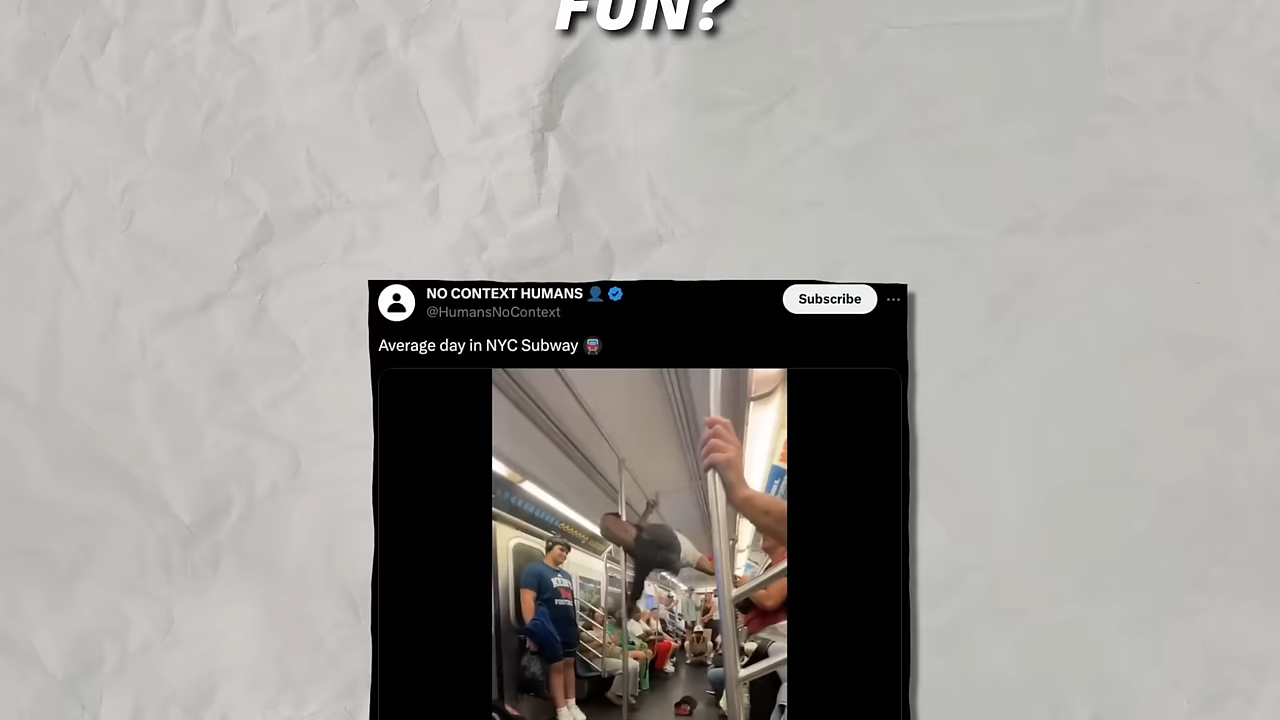 FUN?
NO CONTEXT HUMANS
@HumansNoContext
Subscribe
Average day in NYC Subway